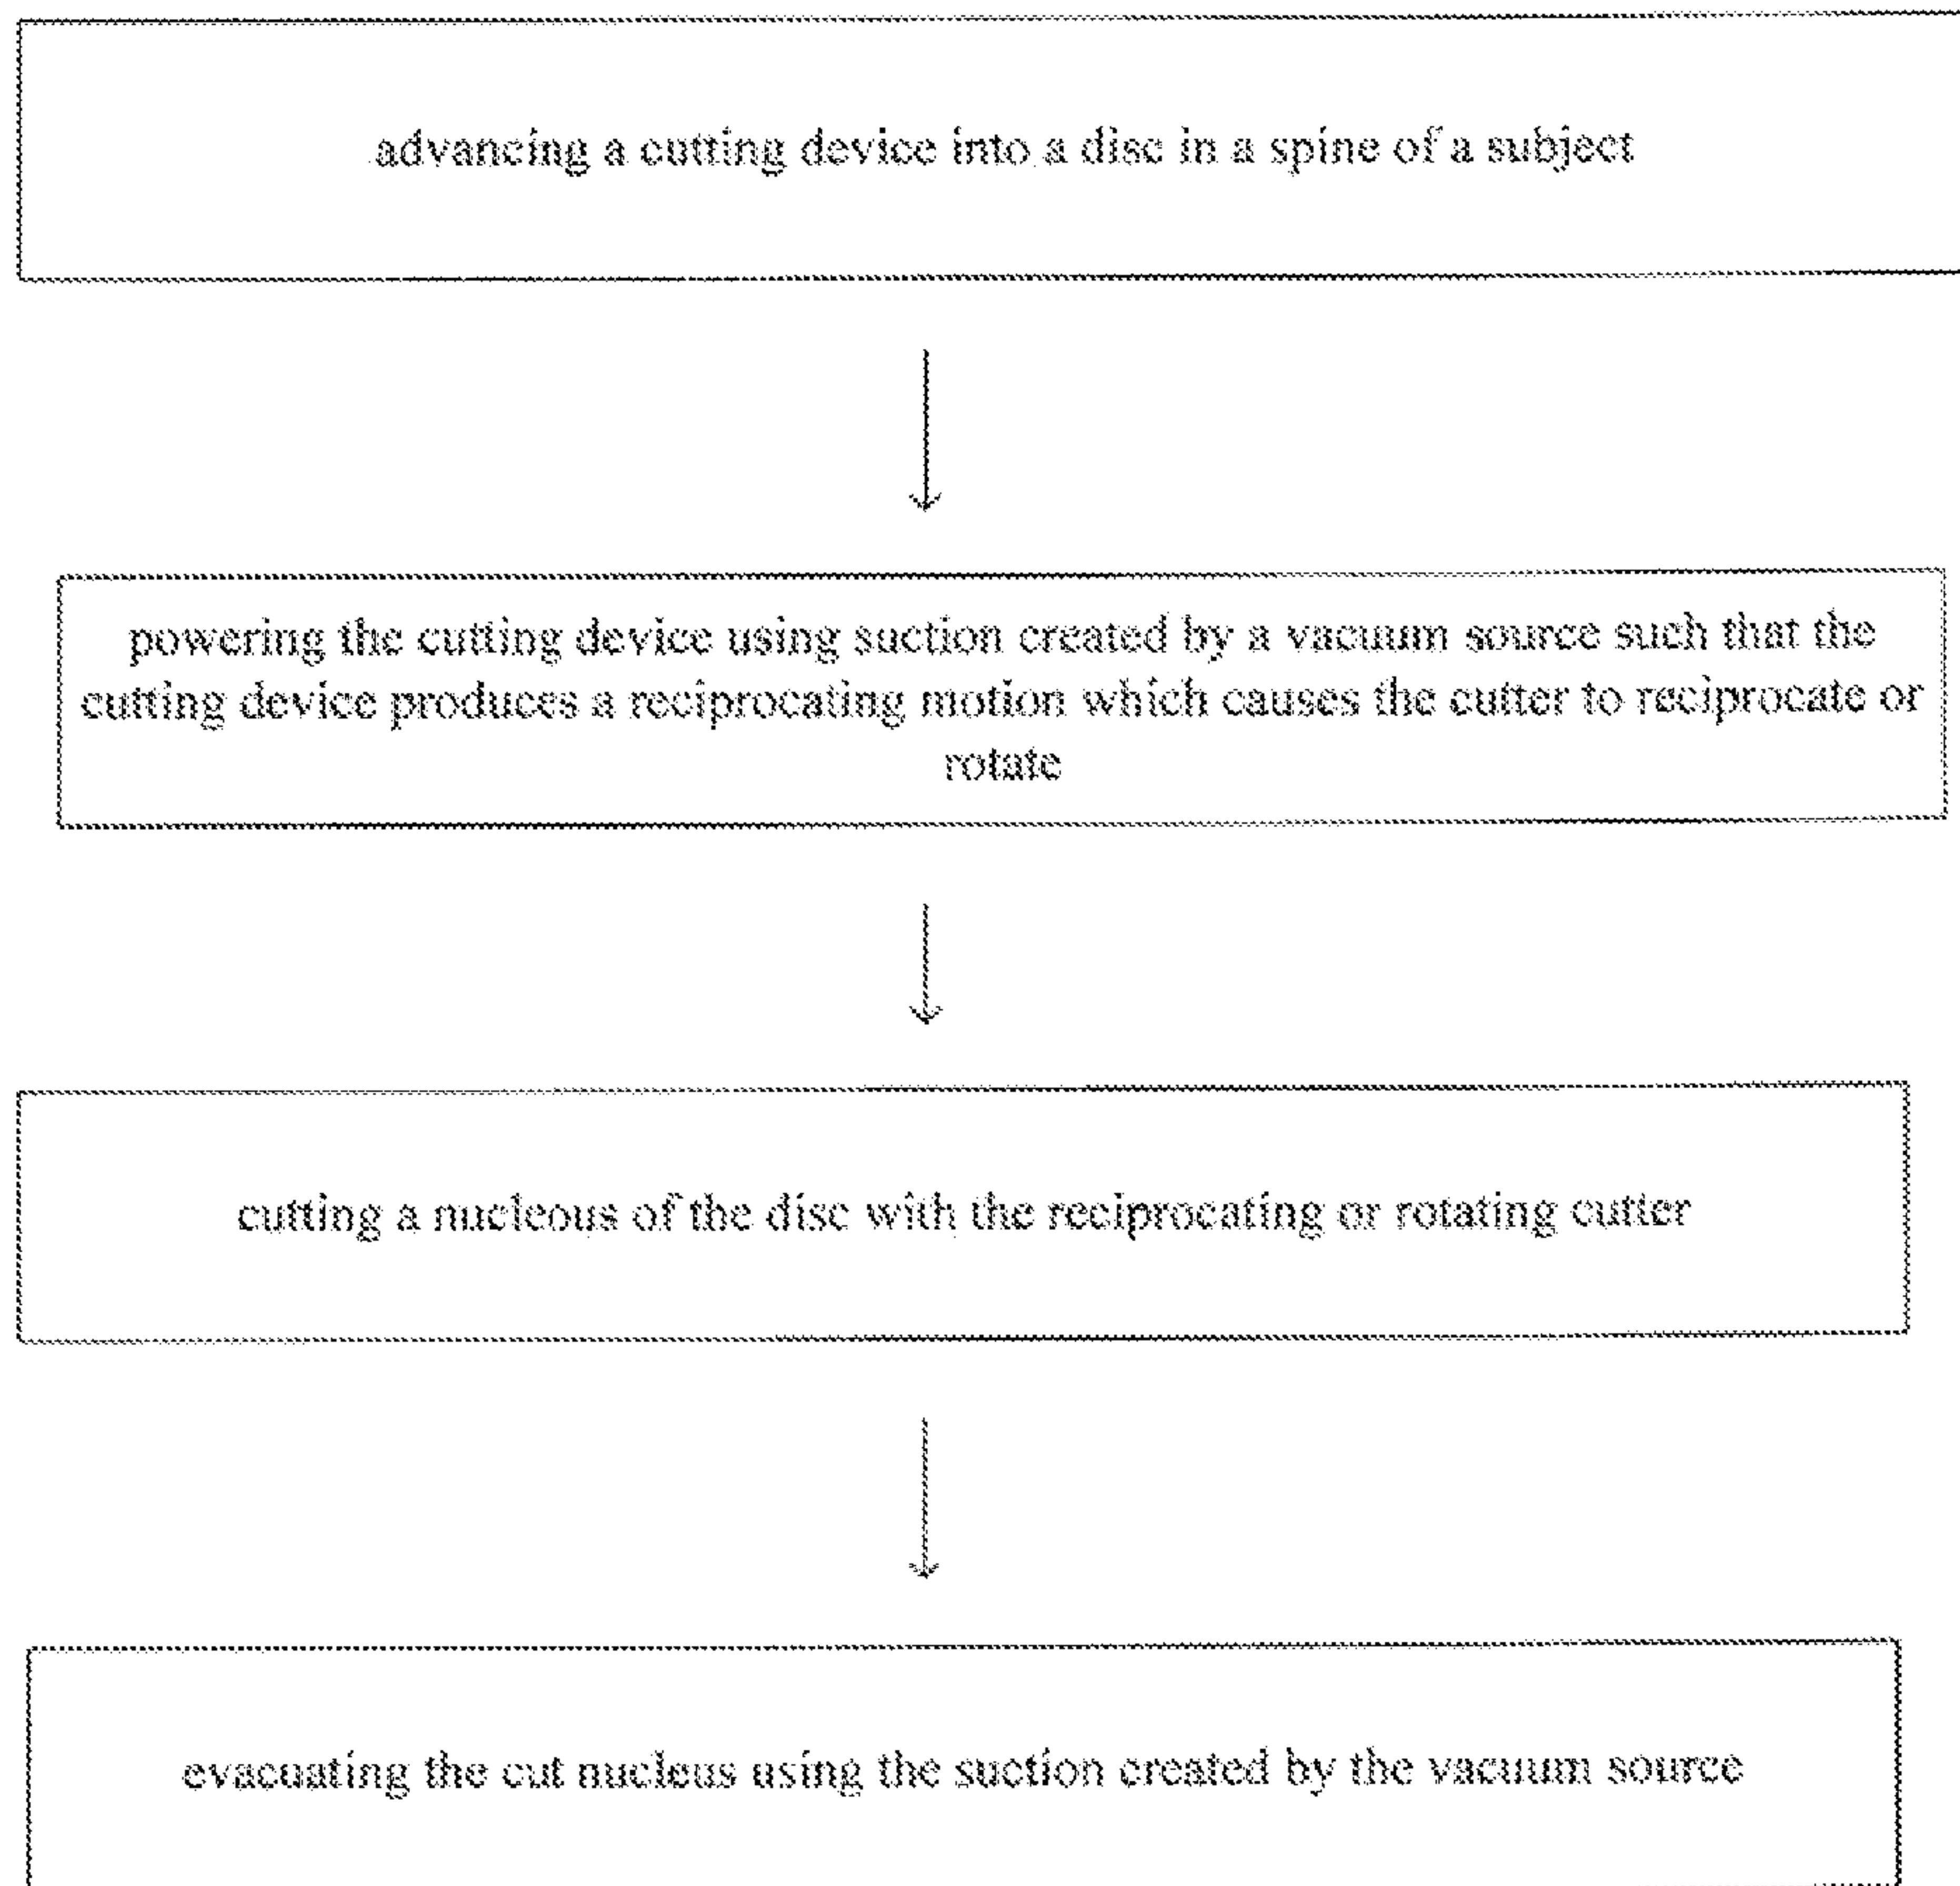 advancing a cutting device into a disc in a spine of a subject
powering the cutting device using suction created by a vacuum source such that the
cutting device produces a reciprocating motion which causes the cutter to reciprocate or
rotate
cutting a nucleous of the disc with the reciprocating or rotating cutter
evacuating the cut nucleus using the suction created by the vacuum source